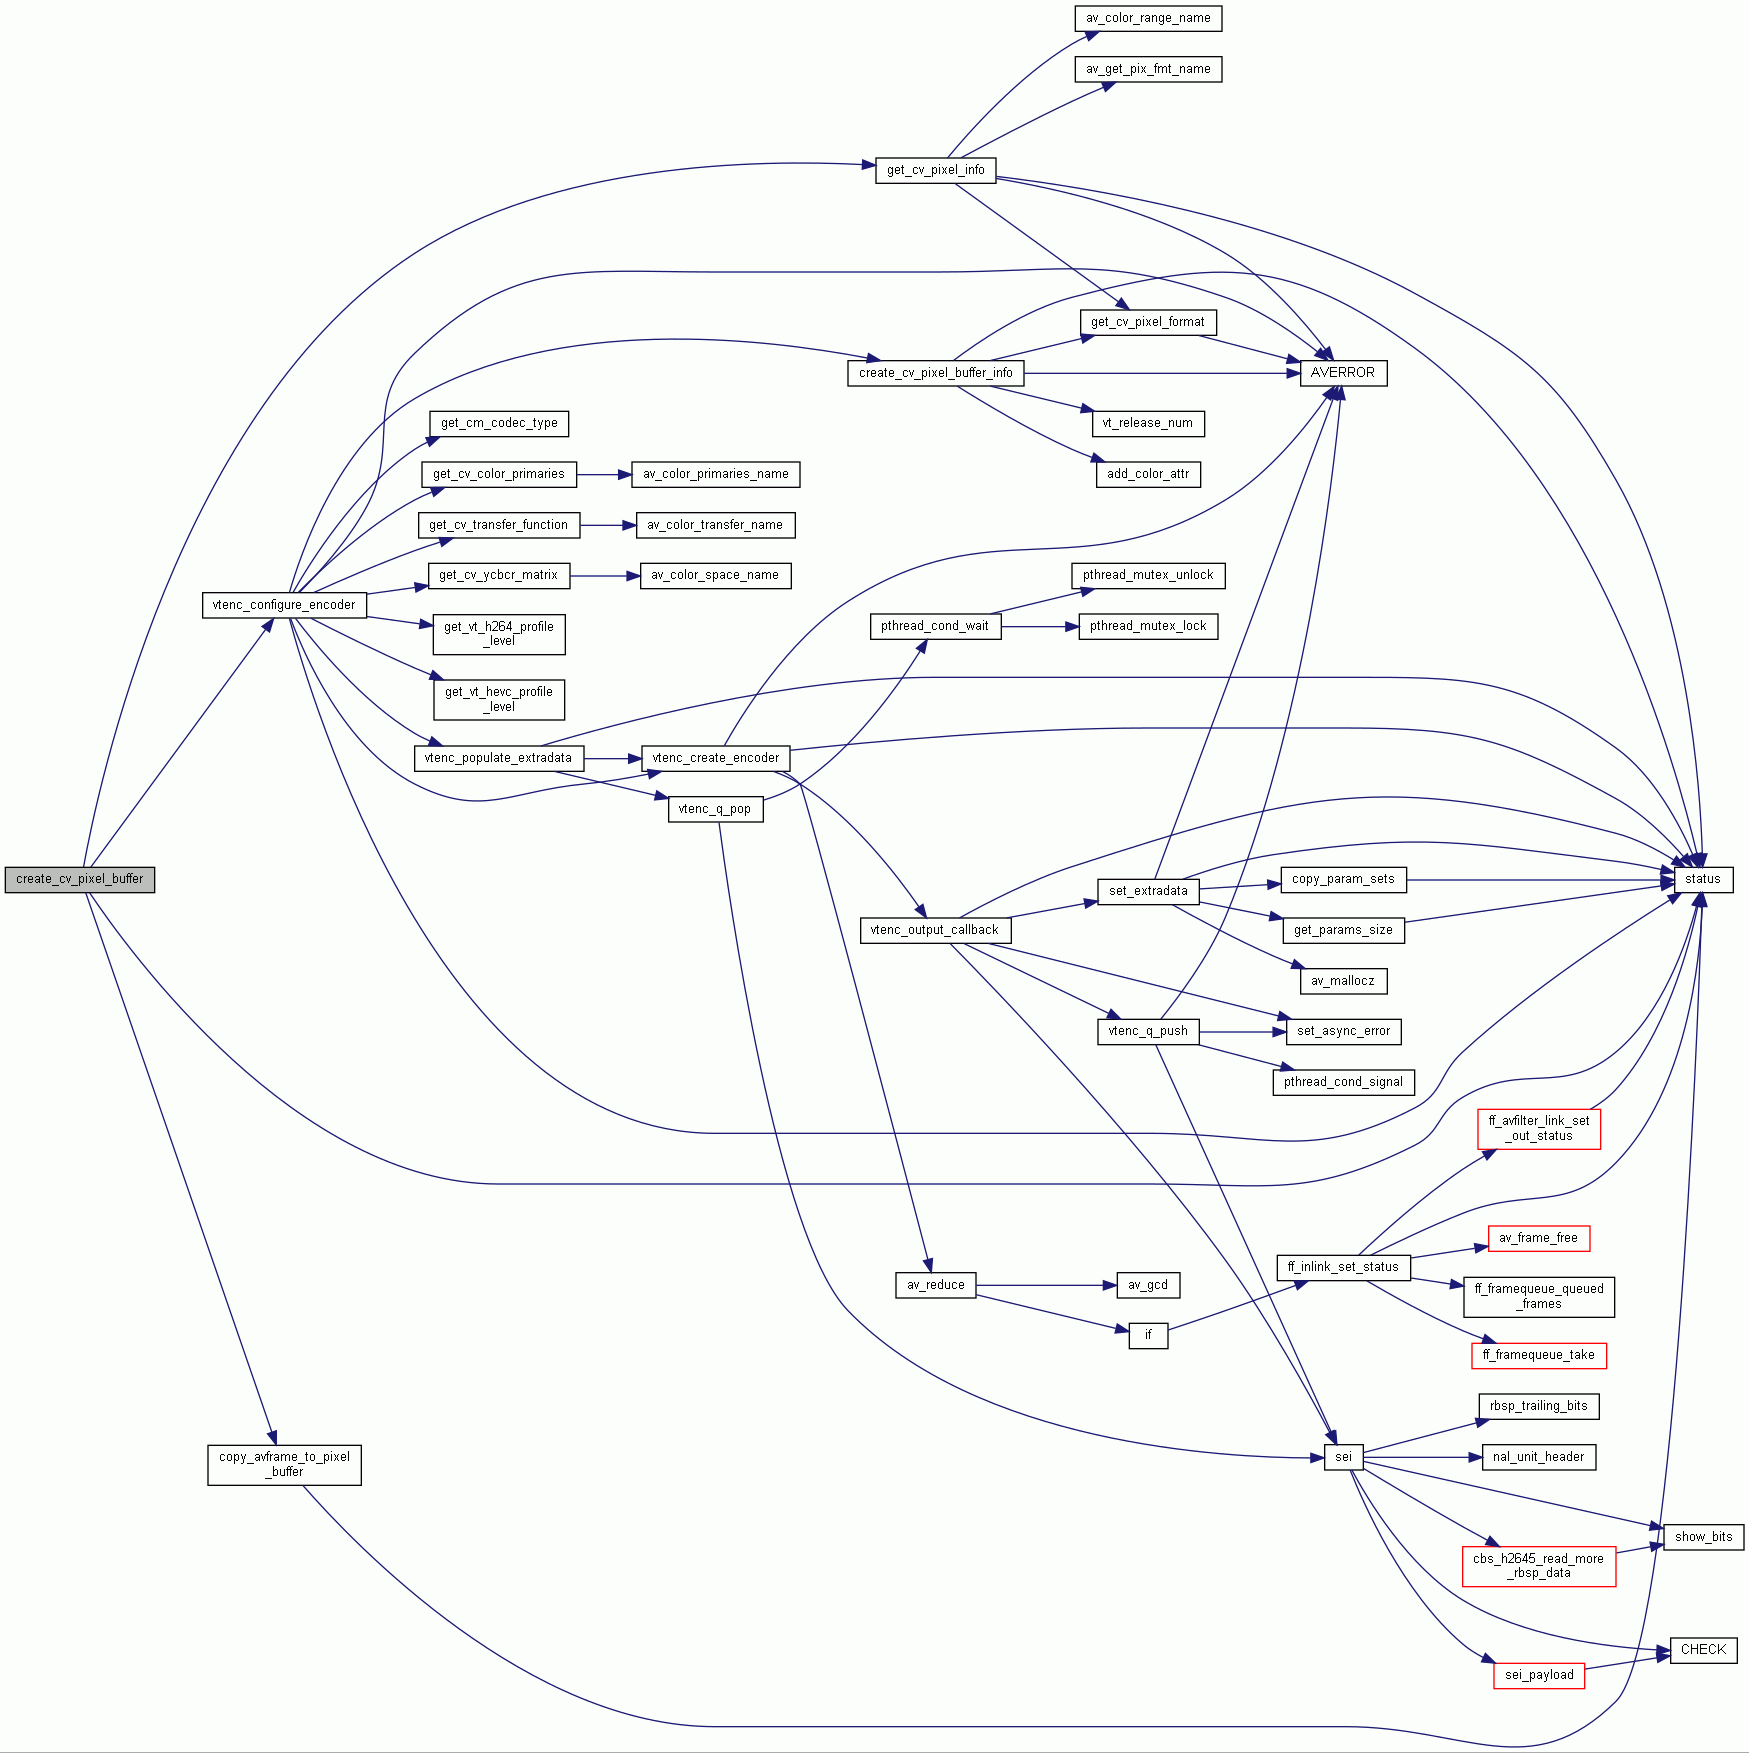 av_color_range_name
av_get_pix_fmt_name
get_cv_pixel_info
get_cv_pixel_format
create_cv_pixel_buffer_info
AVERROR
get_cm_codec_type
vt_release_num
get_cv_color_primaries
av_color_primaries_name
add_color_attr
get_cv_transfer_function
av_color_transfer_name
get_cv_ycbcr_matrix
av_color_space_name
pthread_mutex_unlock
vtenc_configure_encoder
get_vt_h264_profile
_level
pthread_cond_wait
pthread_mutex_lock
get_vt_hevc_profile
_level
vtenc_populate_extradata
vtenc_create_encoder
vtenc_q_pop
create_cv_pixel_buffer
set_extradata
copy_param_sets
status
vtenc_output_callback
get_params_size
av_mallocz
vtenc_q_push
set_async_error
pthread_cond_signal
ff_avfilter_link_set
_out_status
av_frame_free
ff_inlink_set_status
av_reduce
av_gcd
ff_framequeue_queued
_frames
if
ff_framequeue_take
rbsp_trailing_bits
copy_avframe_to_pixel
_buffer
sei
nal_unit_header
show_bits
cbs_h2645_read_more
_rbsp_data
CHECK
sei_payload